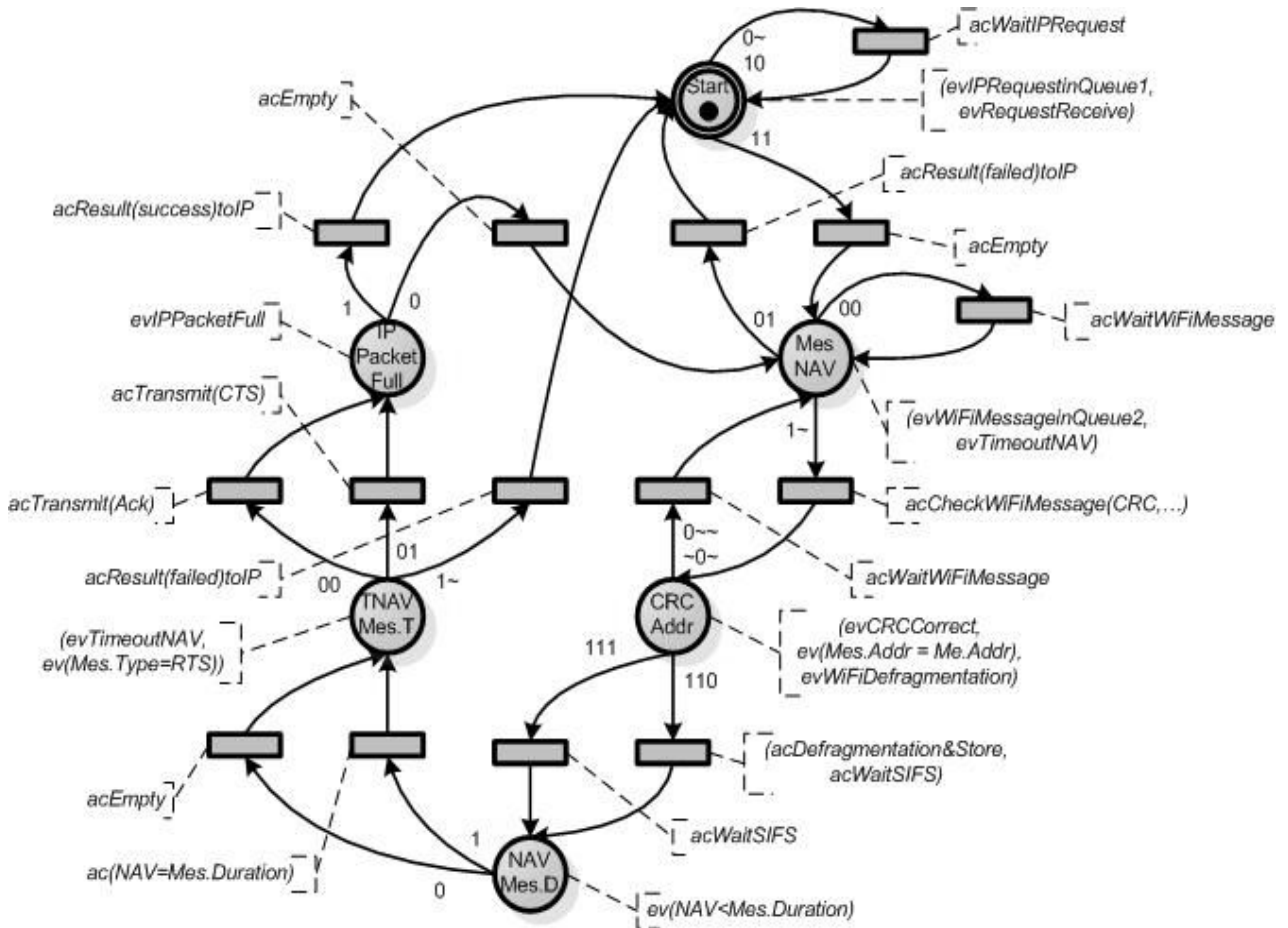 acWaitIPRequest
0~
10
Start
(evIPRequestinQueue1,
evRequestReceive)
acEmpty
11
acResult(failed)toIP
acResult(success)toIP
acEmpty
1
0
evIPPacketFull
IP
Packet
Full
01
00
Mes
NAV
acWaitWiFiMessage
acTransmit(CTS)
1~
(evWiFiMessageinQueue2,
evTimeoutNAV)
acTransmit(Ack)
acCheckWiFiMessage(CRC,…)
0~~
~0~
acWaitWiFiMessage
acResult(failed)toIP
00
01
1~
TNAV
Mes.T
CRC
Addr
(evTimeoutNAV,
ev(Mes.Type=RTS))
(evCRCCorrect,
ev(Mes.Addr = Me.Addr),
evWiFiDefragmentation)
111
110
(acDefragmentation&Store,
acWaitSIFS)
acEmpty
acWaitSIFS
ac(NAV=Mes.Duration)
1
0
NAV
Mes.D
ev(NAV<Mes.Duration)